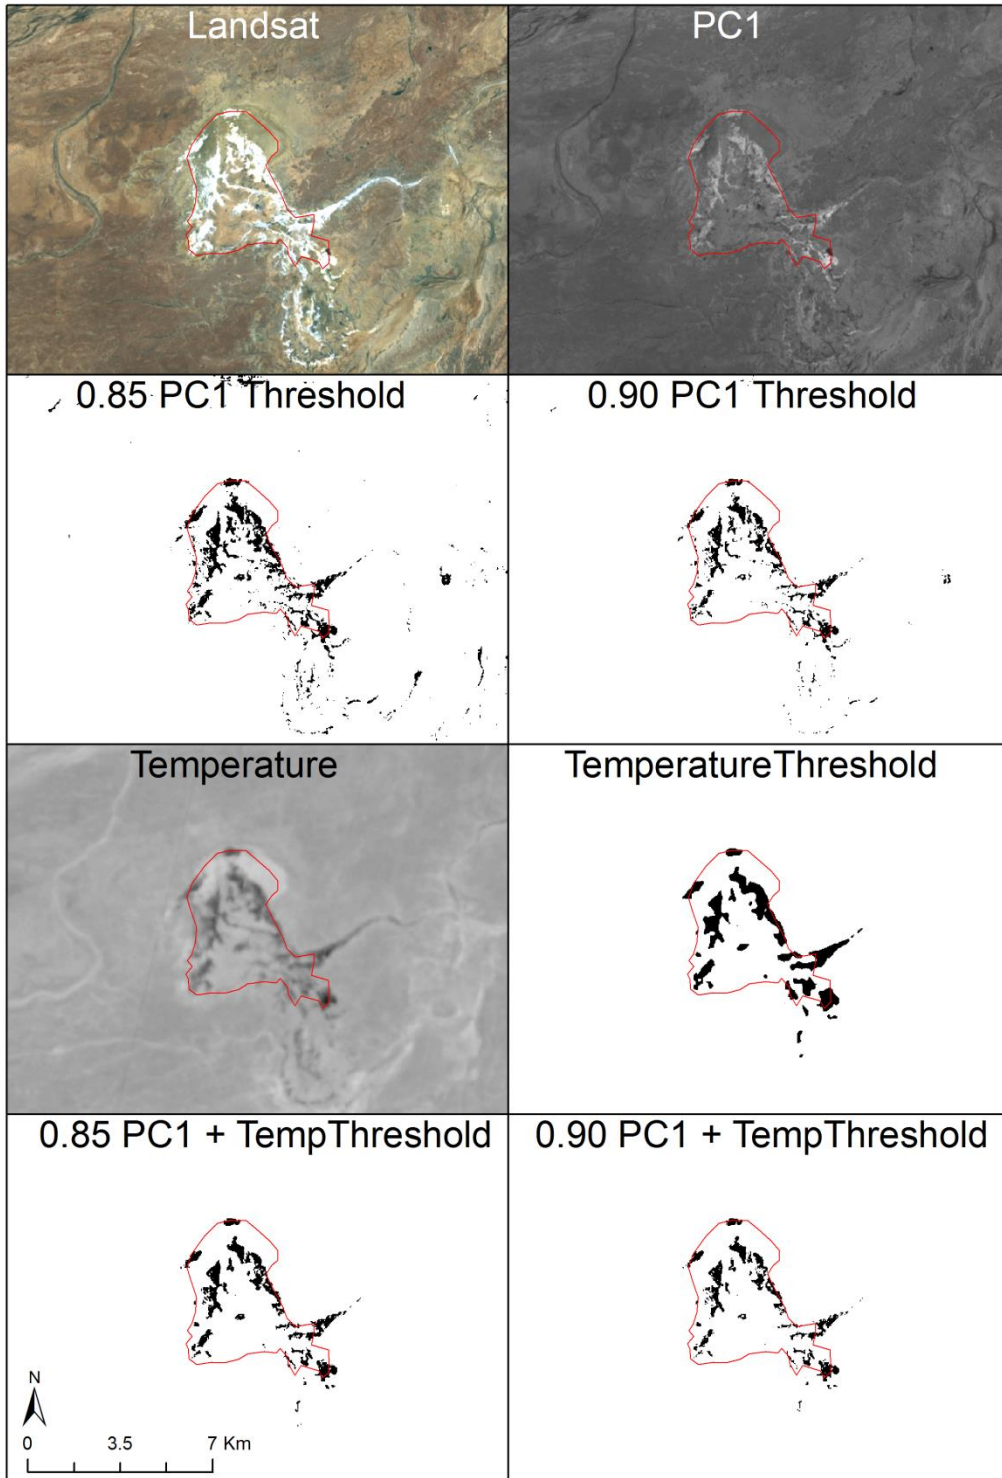 Landsat
PC1
0.85 PC1 Threshold
0.90 PC1 Threshold
Temperature
TemperatureThreshold
0.85 PC1 + TempThreshold
0.90 PC1 + TempThreshold
N
0 3.5 7 Km